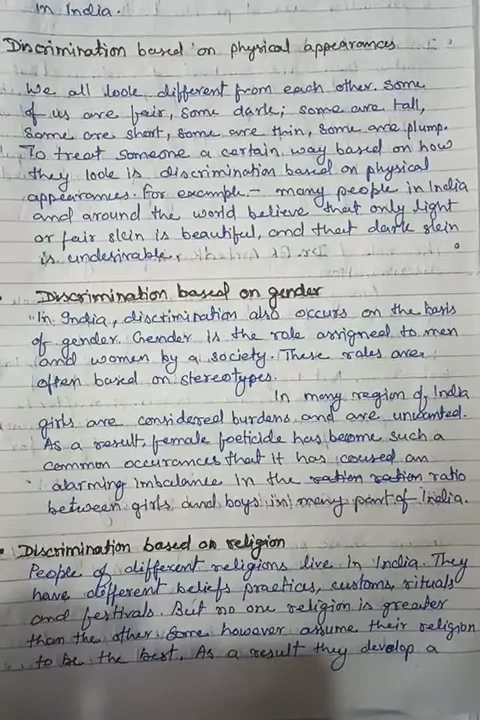 in India.
Discrimination based on physical appearances
We all look different from each other. some
of us are fair, some dark; some are tall,
some are short, some are thin, some are plump.
To treat someone a certain way based on how
they look is discrimination based on physical
appearances. For example:- many people in India
and around the world believe that only light
or fair skin is beautiful, and that dark skin
is undesirable.
Discrimination based on gender
In India, discrimination also occurs on the basis
of gender. Gender is the role assigned to men
and women by a society. These roles are
often based on stereotypes.
In many region of India
girls are considered burdens and are unwanted.
As a result, female foeticide has become such a
common occurances that it has caused an
alarming imbalance in the ration ration ratio
between girls and boys in many part of India.
Discrimination based on religion
People of different religions live in India. They
have different beliefs practices, customs, rituals
and festivals. But no one religion is greater
than the other. Some however assume their religion
to be the best. As a result they develop a